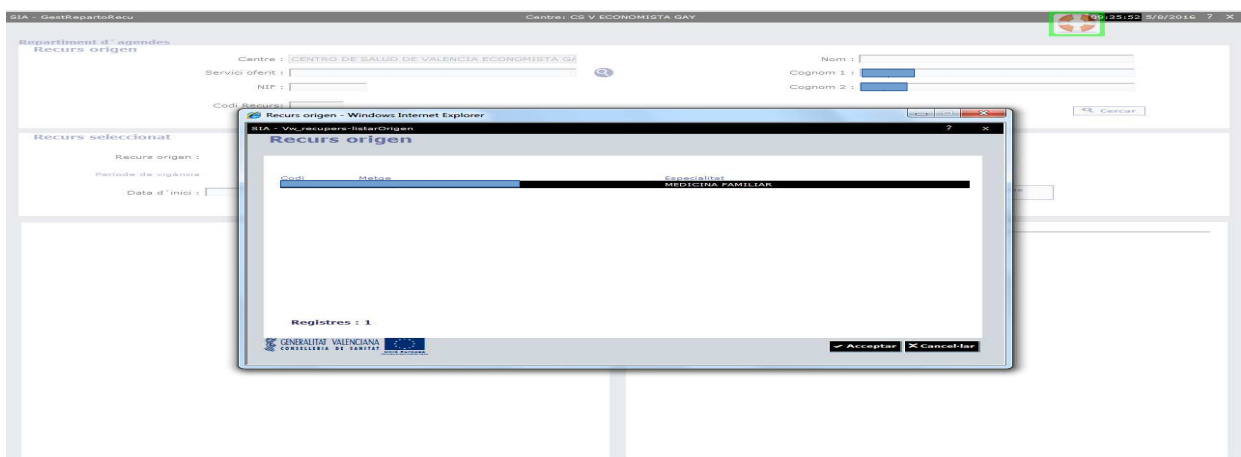 SIA - GestRepartoRecu Centre: CS V ECONOMISTA GAY 09:35:52 5/8/2016 ? X
Repartiment d´agendes
Recurs origen
Centre : CENTRO DE SALUD DE VALENCIA ECONOMISTA GA
Nom :
Servici oferit :
Cognom 1 :
NIF :
Cognom 2 :
Codi Recurs:
Cercar
Recurs origen - Windows Internet Explorer
SIA - Vw_recupers-listarOrigen ? x
Recurs origen
Recurs seleccionat
Recurs origen :
Període de vigència
Data d´inici :
Codi Metge Especialitat
MEDICINA FAMILIAR
Registres : 1
GENERALITAT VALENCIANA
CONSELLERIA DE SANITAT
Acceptar X Cancel·lar